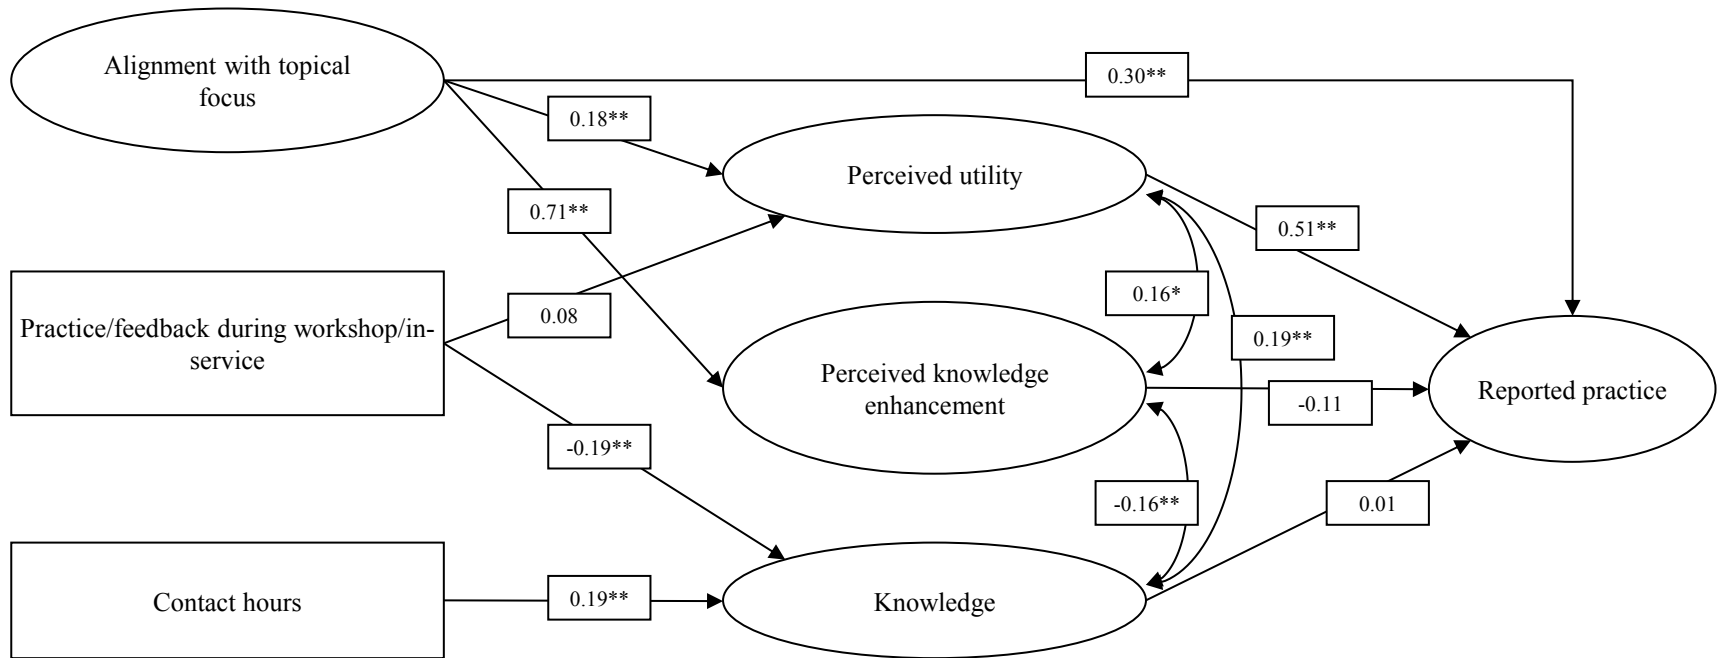 Alignment with topical
focus
0.30**
0.18**
Perceived utility
0.71**
0.51**
Practice/feedback during workshop/in-
service
0.08
0.16*
0.19**
Perceived knowledge
enhancement
-0.11
Reported practice
-0.19**
-0.16**
0.01
Contact hours
0.19**
Knowledge